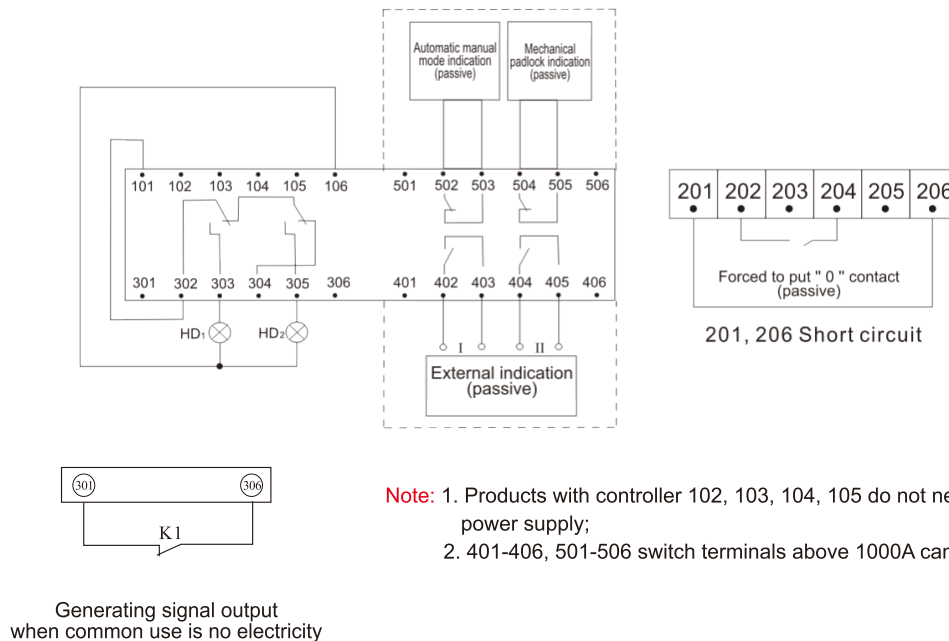 Automatic manual
mode indication
(passive)
Mechanical
padlock indication
(passive)
101 102 103 104 105 106 501 502 503 504 505 506
301 302 303 304 305 306 401 402 403 404 405 406
HD1 HD2
I II
External indication
(passive)
201 202 203 204 205 206
Forced to put " 0 " contact
(passive)
201, 206 Short circuit
301 306
K1
Generating signal output
when common use is no electricity
Note: 1. Products with controller 102, 103, 104, 105 do not
power supply;
2. 401-406, 501-506 switch terminals above 1000A